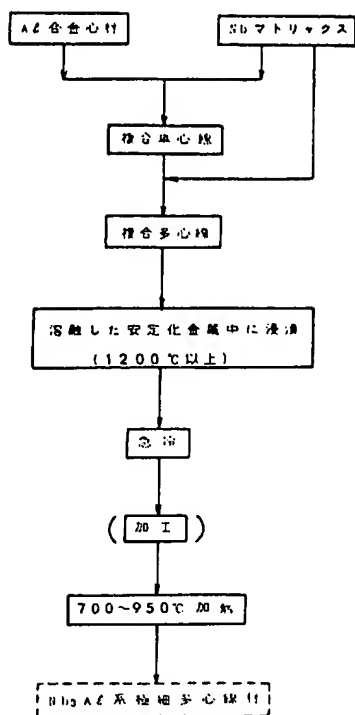 Al合金心材
Nbマトリックス
複合単心線
複合多心線
溶融した安定化金属中に浸漬
(1200℃以上)
急冷
(加工)
700～950℃加熱
Nb₃Al系極細多心線材